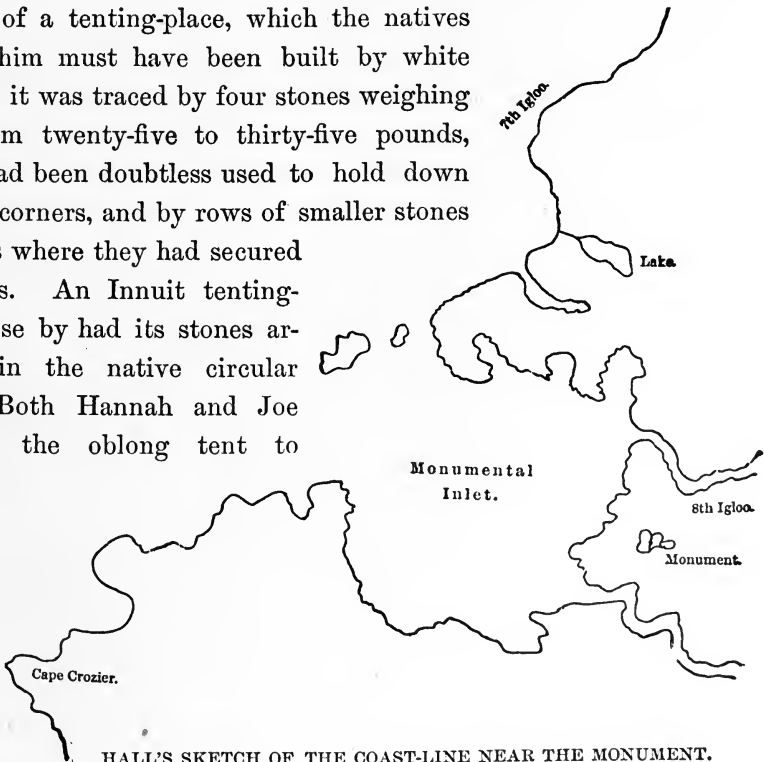 of a tenting-place, which the natives
him must have been built by white
it was traced by four stones weighing
m twenty-five to thirty-five pounds,
ad been doubtless used to hold down
corners, and by rows of smaller stones
s where they had secured
s. An Innuit tenting-
se by had its stones ar-
in the native circular
Both Hannah and Joe
the oblong tent to
7th Igloo.
Lake.
Monumental
Inlet.
8th Igloo.
Monument.
Cape Crozier.
HALL'S SKETCH OF THE COAST-LINE NEAR THE MONUMENT.